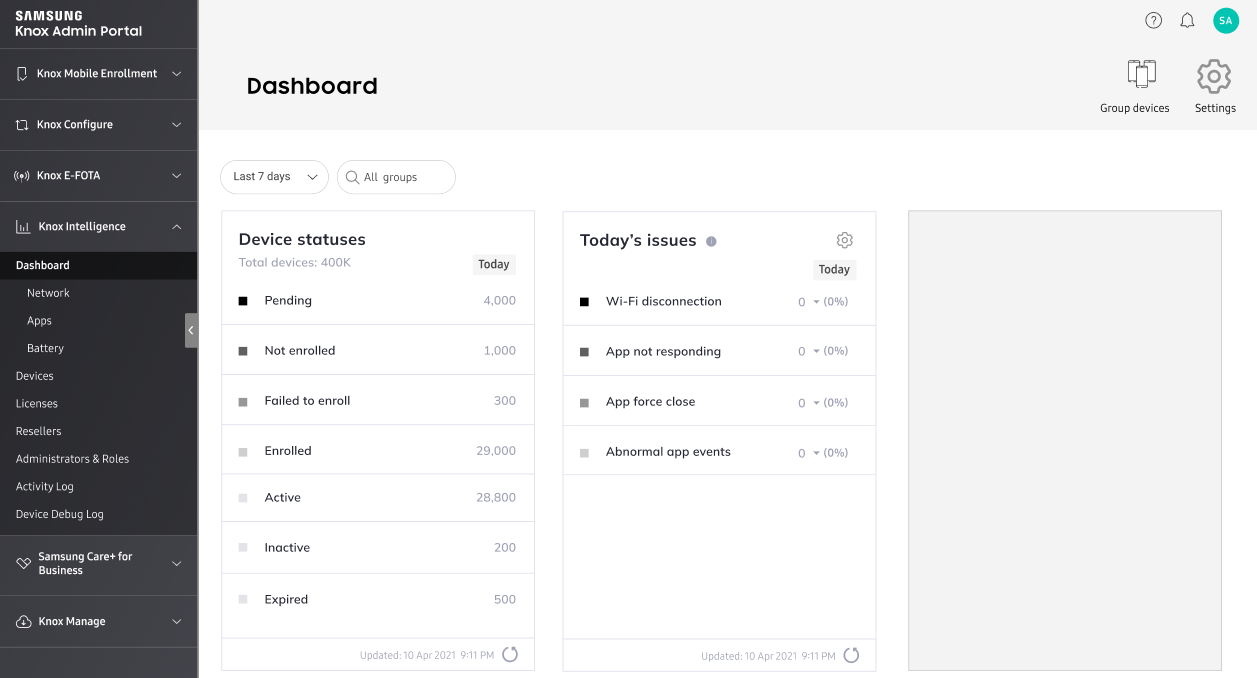 SAMSUNG
Knox Admin Portal
Knox Mobile Enrollment
Knox Configure
Knox E-FOTA
Knox Intelligence
Dashboard
Network
Apps
Battery
Devices
Licenses
Resellers
Administrators & Roles
Activity Log
Device Debug Log
Samsung Care+ for
Business
Knox Manage
?
SA
Dashboard
Group devices
Settings
Last 7 days
All groups
Device statuses
Total devices: 400K
Today
Pending 4,000
Not enrolled 1,000
Failed to enroll 300
Enrolled 29,000
Active 28,800
Inactive 200
Expired 500
Updated: 10 Apr 2021 9:11 PM
Today's issues
Today
Wi-Fi disconnection 0 (0%)
App not responding 0 (0%)
App force close 0 (0%)
Abnormal app events 0 (0%)
Updated: 10 Apr 2021 9:11 PM